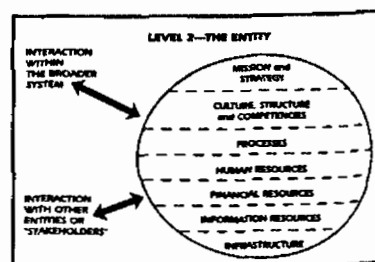 LEVEL 2—THE ENTITY
INTERACTION
WITHIN
THE BROADER
SYSTEM
MISSION and
STRATEGY
CULTURE, STRUCTURE
and COMPETENCIES
PROCESSES
HUMAN RESOURCES
FINANCIAL RESOURCES
INFORMATION RESOURCES
INFRASTRUCTURE
INTERACTION
WITH OTHER
ENTITIES OR
"STAKEHOLDERS"